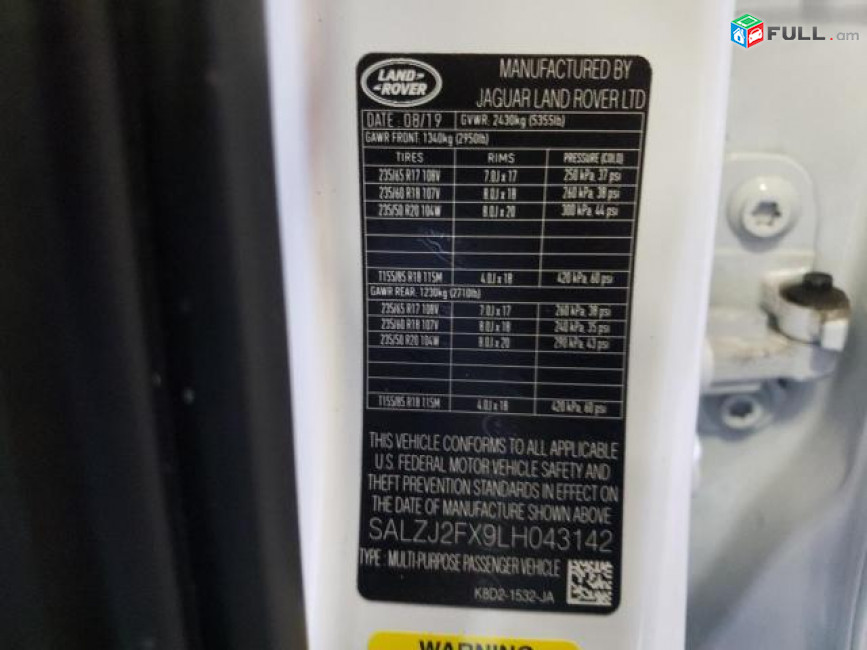 FULL.am
LAND ROVER
MANUFACTURED BY
JAGUAR LAND ROVER LTD
DATE: 08/19 GVWR: 2430kg (5355lb)
GAWR FRONT: 1340kg (2950lb)
TIRES RIMS PRESSURE (COLD)
235/65 R17 108V 7.0J x 17 250 kPa, 37 psi
235/60 R18 107V 8.0J x 18 260 kPa, 38 psi
235/50 R20 104W 8.0J x 20 300 kPa, 44 psi
T155/85 R18 115M 4.0J x 18 420 kPa, 60 psi
GAWR REAR: 1230kg (2710lb)
235/65 R17 108V 7.0J x 17 260 kPa, 38 psi
235/60 R18 107V 8.0J x 18 240 kPa, 35 psi
235/50 R20 104W 8.0J x 20 290 kPa, 43 psi
T155/85 R18 115M 4.0J x 18 420 kPa, 60 psi
THIS VEHICLE CONFORMS TO ALL APPLICABLE
U.S. FEDERAL MOTOR VEHICLE SAFETY AND
THEFT PREVENTION STANDARDS IN EFFECT ON
THE DATE OF MANUFACTURE SHOWN ABOVE
SALZJ2FX9LH043142
TYPE: MULTI-PURPOSE PASSENGER VEHICLE
K8D2-1532-JA
WARNING